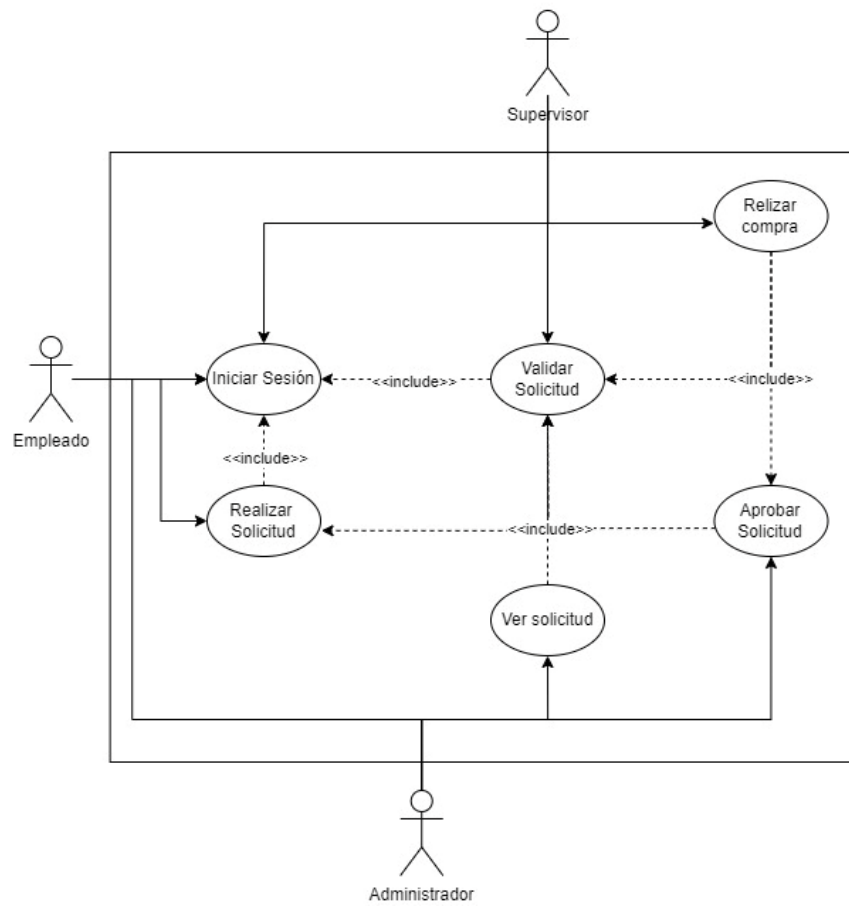 Supervisor
Relizar
compra
Iniciar Sesión
<<include>>
Validar
Solicitud
<<include>>
Empleado
<<include>>
Realizar
Solicitud
<<include>>
Aprobar
Solicitud
Ver solicitud
Administrador